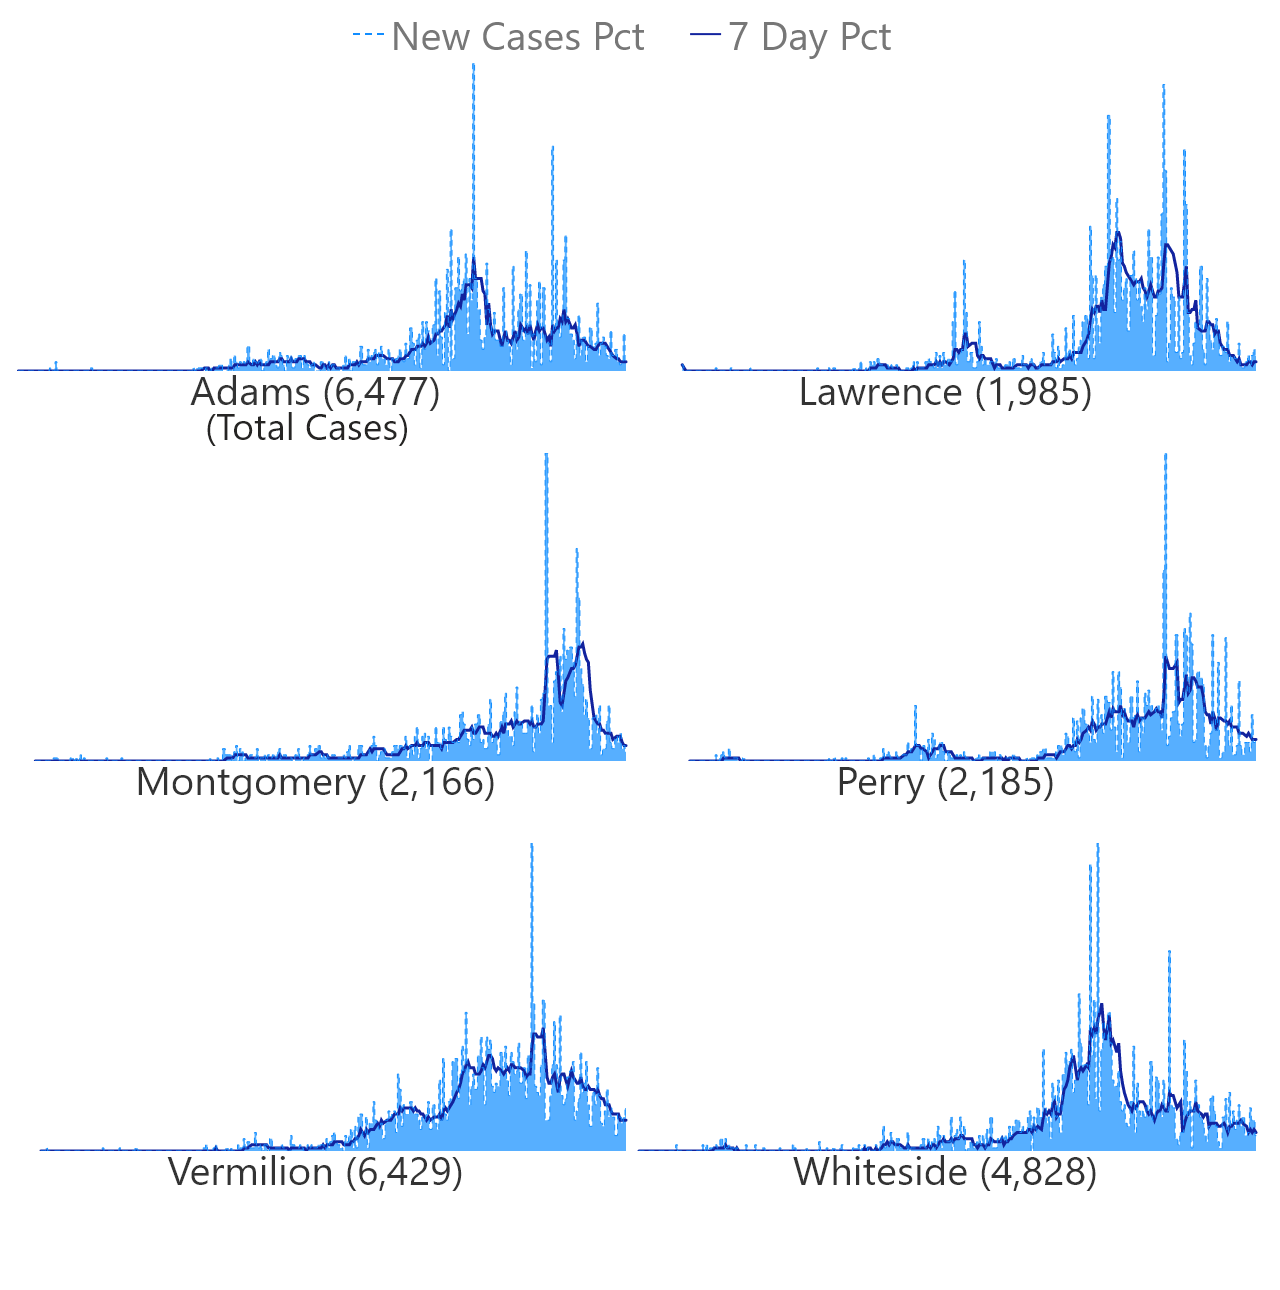 New Cases Pct 7 Day Pct
Adams (6,477) Lawrence (1,985)
(Total Cases)
Montgomery (2,166) Perry (2,185)
Vermilion (6,429) Whiteside (4,828)